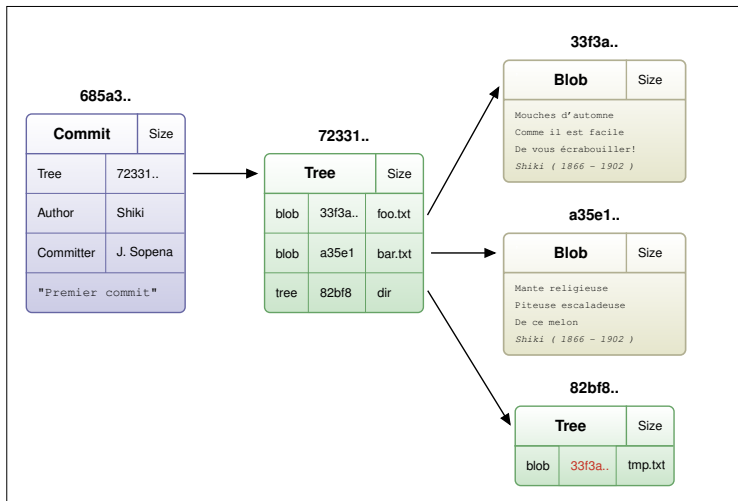 685a3..
Commit Size
Tree 72331..
Author Shiki
Committer J. Sopena
"Premier commit"
72331..
Tree Size
blob 33f3a.. foo.txt
blob a35e1 bar.txt
tree 82bf8 dir
33f3a..
Blob Size
Mouches d'automne
Comme il est facile
De vous écrabouiller!
Shiki ( 1866 - 1902 )
a35e1..
Blob Size
Mante religieuse
Piteuse escaladeuse
De ce melon
Shiki ( 1866 - 1902 )
82bf8..
Tree Size
blob 33f3a.. tmp.txt